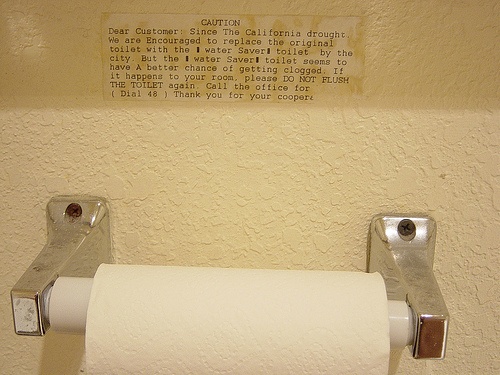 CAUTION
Dear Customer: Since The California drought.
We are Encouraged to replace the original
toilet with the ▮ water Saver▮ toilet by the
city. But the ▮ water Saver▮ toilet seems to
have A better chance of getting clogged. If
it happens to your room, please DO NOT FLUSH
THE TOILET again. Call the office for
( Dial 48 ) Thank you for your coopera